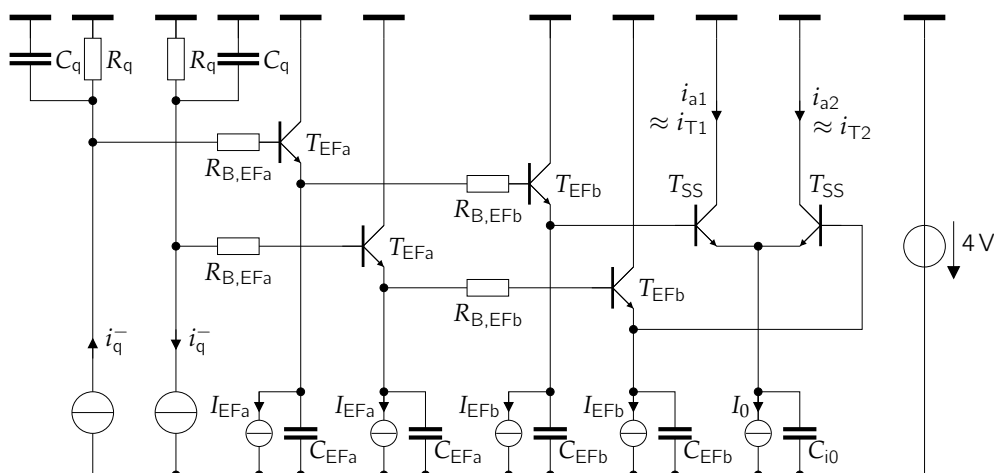 C_q R_q R_q C_q
i_a1 ≈ i_T1
i_a2 ≈ i_T2
T_EFa
R_B,EFa
T_EFb
R_B,EFb
T_SS T_SS
T_EFa
R_B,EFa
4 V
T_EFb
R_B,EFb
i_q^- i_q^-
I_EFa I_EFa I_EFb I_EFb I_0
C_EFa C_EFa C_EFb C_EFb C_i0